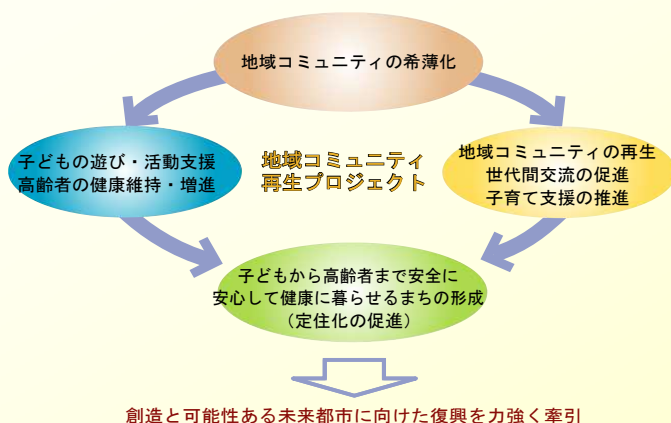 地域コミュニティの希薄化
子どもの遊び・活動支援
高齢者の健康維持・増進
地域コミュニティ
再生プロジェクト
地域コミュニティの再生
世代間交流の促進
子育て支援の推進
子どもから高齢者まで安全に
安心して健康に暮らせるまちの形成
（定住化の促進）
創造と可能性ある未来都市に向けた復興を力強く牽引